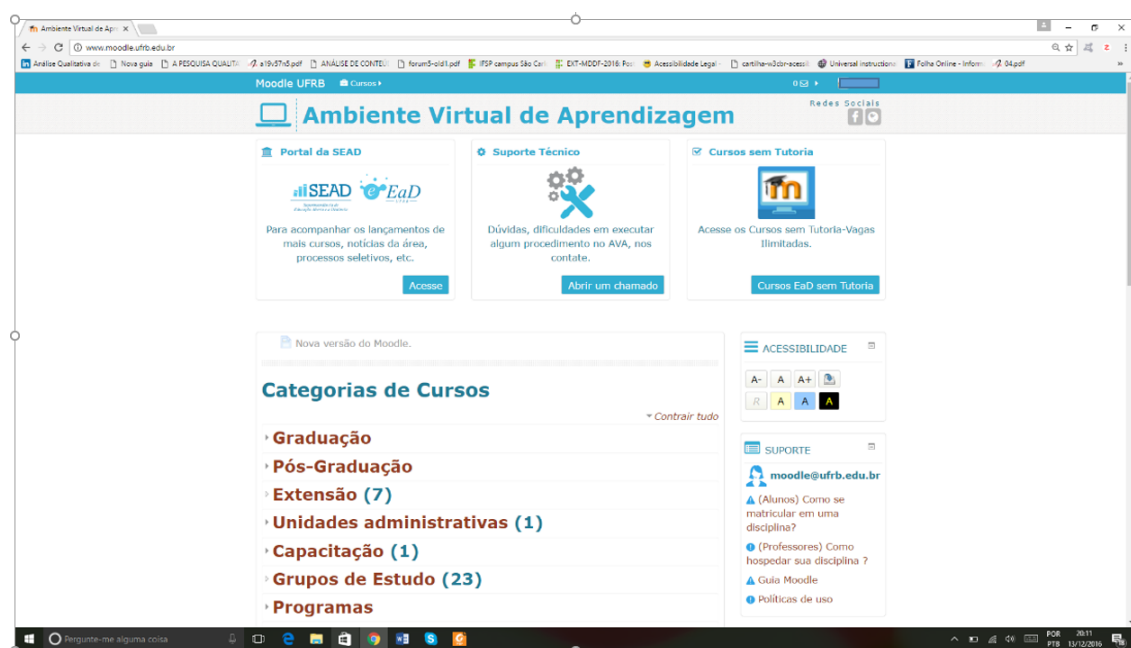 Ambiente Virtual de Apr
www.moodle.ufrb.edu.br
Análise Qualitativa de
Nova guia
A PESQUISA QUALITA
a19v57n5.pdf
ANÁLISE DE CONTEÚ
forum5-oid1.pdf
IFSP campus São Carl
EXT-MDDF-2016: Pos
Acessibilidade Legal -
cartilha-w3cbr-acessib
Universal instructiona
Folha Online - Inform
04.pdf
Moodle UFRB
Cursos
0
Ambiente Virtual de Aprendizagem
Redes Sociais
Portal da SEAD
SEAD
EaD
Para acompanhar os lançamentos de
mais cursos, notícias da área,
processos seletivos, etc.
Acesse
Suporte Técnico
Dúvidas, dificuldades em executar
algum procedimento no AVA, nos
contate.
Abrir um chamado
Cursos sem Tutoria
Acesse os Cursos sem Tutoria-Vagas
Ilimitadas.
Cursos EaD sem Tutoria
Nova versão do Moodle.
Categorias de Cursos
Contrair tudo
Graduação
Pós-Graduação
Extensão (7)
Unidades administrativas (1)
Capacitação (1)
Grupos de Estudo (23)
Programas
ACESSIBILIDADE
A- A A+
R A A A
SUPORTE
moodle@ufrb.edu.br
(Alunos) Como se
matricular em uma
disciplina?
(Professores) Como
hospedar sua disciplina ?
Guia Moodle
Políticas de uso
Pergunte-me alguma coisa
POR 20:11
PTB 13/12/2016